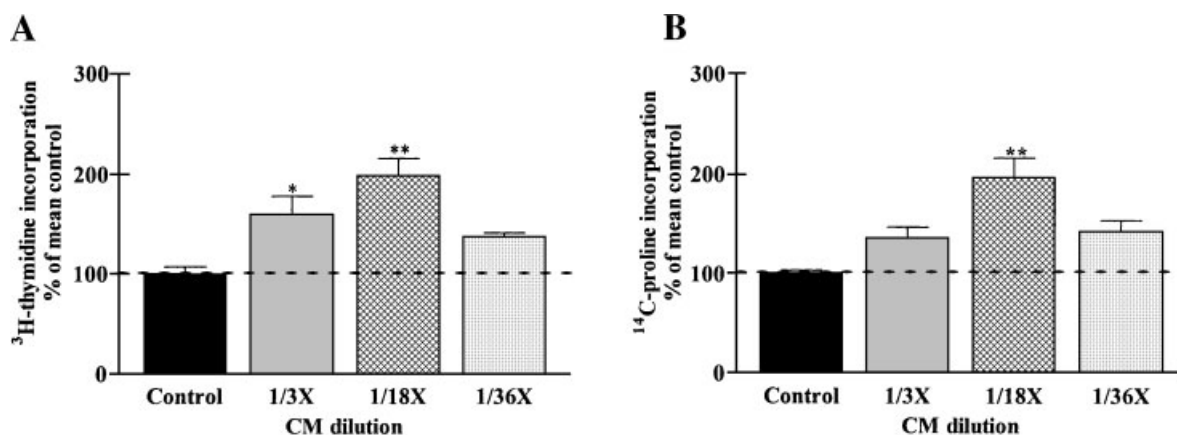 A
³H-thymidine incorporation
% of mean control
300
200
100
0
*
**
Control 1/3X 1/18X 1/36X
CM dilution
B
¹⁴C-proline incorporation
% of mean control
300
200
100
0
**
Control 1/3X 1/18X 1/36X
CM dilution